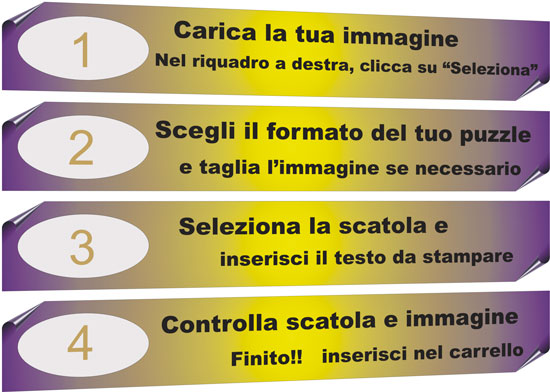 1
Carica la tua immagine
Nel riquadro a destra, clicca su “Seleziona”
2
Scegli il formato del tuo puzzle
e taglia l'immagine se necessario
3
Seleziona la scatola e
inserisci il testo da stampare
4
Controlla scatola e immagine
Finito!! inserisci nel carrello